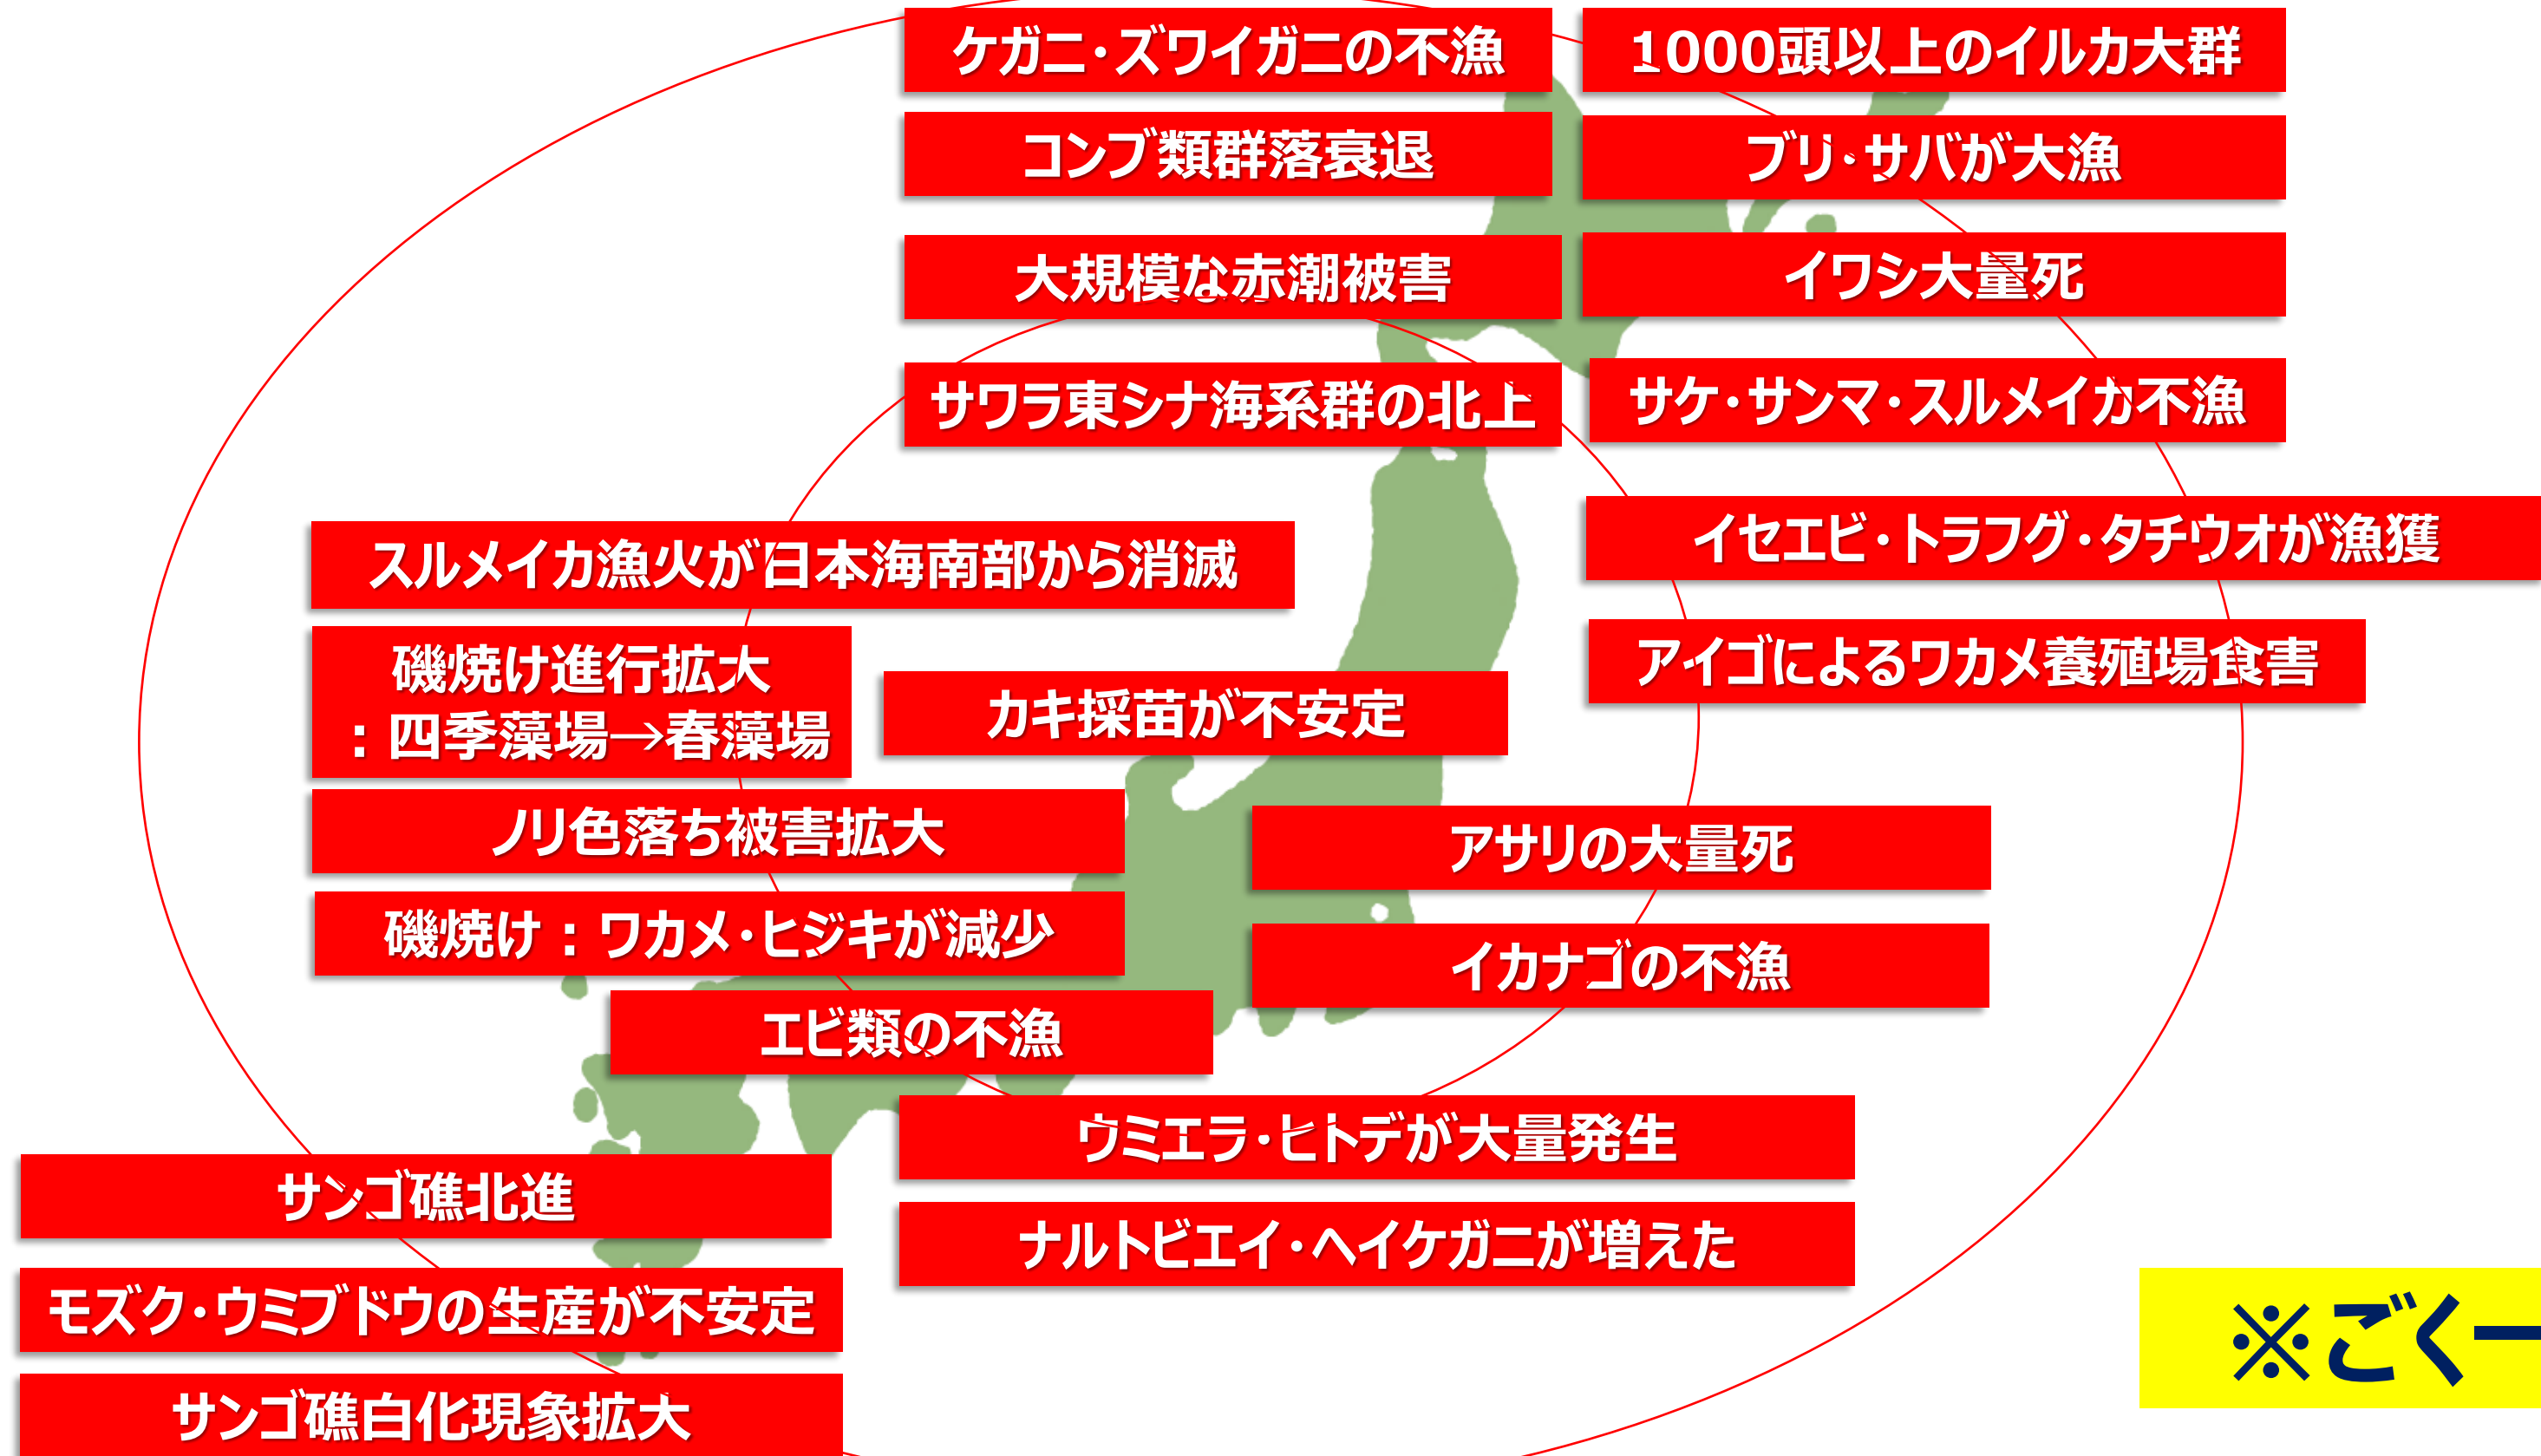 ケガニ・ズワイガニの不漁
1000頭以上のイルカ大群
コンブ類群落衰退
ブリ・サバが大漁
大規模な赤潮被害
イワシ大量死
サワラ東シナ海系群の北上
サケ・サンマ・スルメイカ不漁
イセエビ・トラフグ・タチウオが漁獲
スルメイカ漁火が日本海南部から消滅
アイゴによるワカメ養殖場食害
磯焼け進行拡大
：四季藻場→春藻場
カキ採苗が不安定
ノリ色落ち被害拡大
アサリの大量死
磯焼け：ワカメ・ヒジキが減少
イカナゴの不漁
エビ類の不漁
ウミエラ・ヒトデが大量発生
サンゴ礁北進
ナルトビエイ・ヘイケガニが増えた
モズク・ウミブドウの生産が不安定
サンゴ礁白化現象拡大
※ごく一